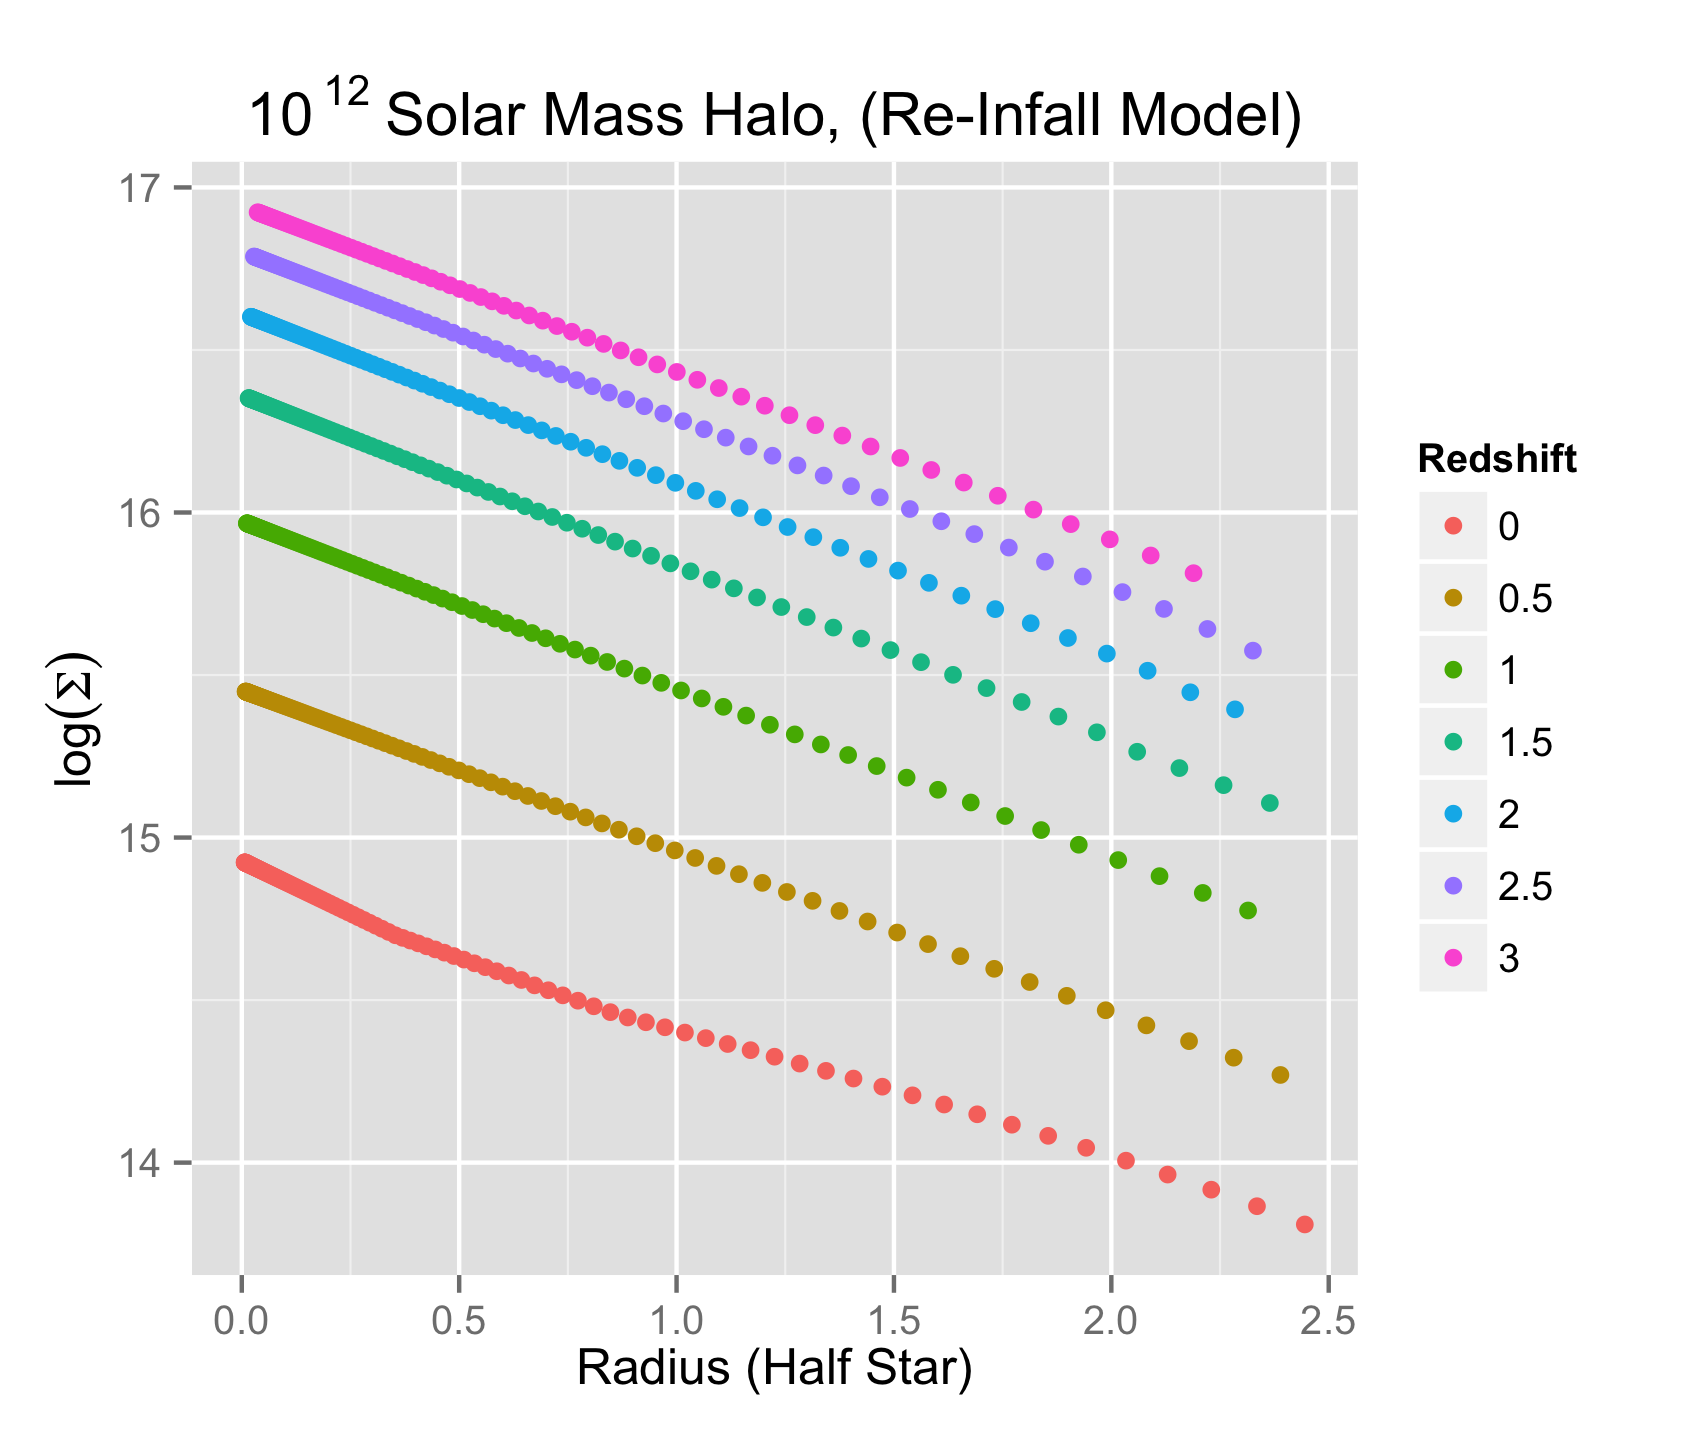 10 12 Solar Mass Halo, (Re-Infall Model)
17
16
15
14
log(Σ)
0.0 0.5 1.0 1.5 2.0 2.5
Radius (Half Star)
Redshift
0
0.5
1
1.5
2
2.5
3